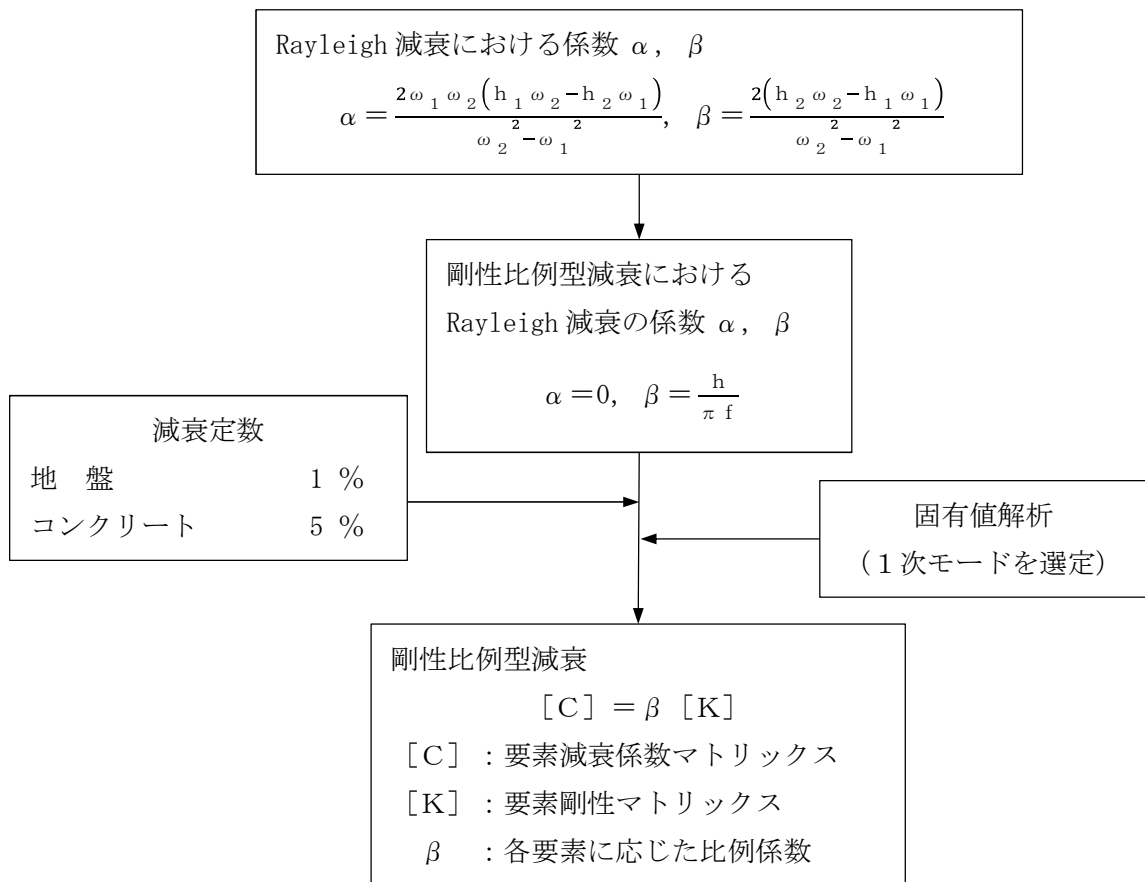 Rayleigh 減衰における係数 α, β
α＝2ω₁ω₂(h₁ω₂−h₂ω₁)/(ω₂²−ω₁²), β＝2(h₂ω₂−h₁ω₁)/(ω₂²−ω₁²)
剛性比例型減衰における
Rayleigh 減衰の係数 α, β
α＝0, β＝h/(π f)
減衰定数
地　盤　1 %
コンクリート　5 %
固有値解析
（１次モードを選定）
剛性比例型減衰
［C］＝β［K］
［C］：要素減衰係数マトリックス
［K］：要素剛性マトリックス
β　：各要素に応じた比例係数